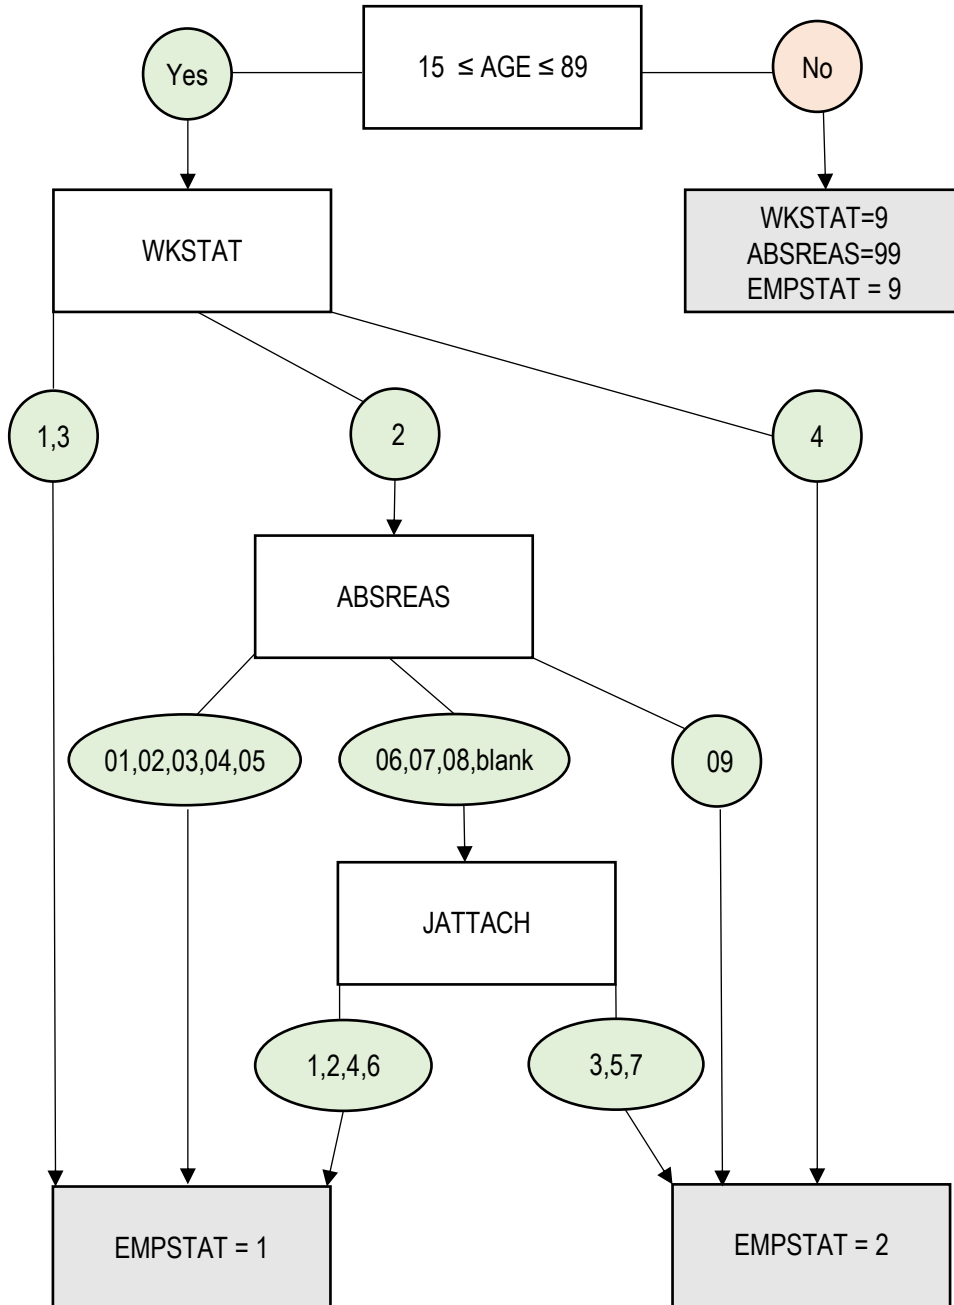 Yes
15 ≤ AGE ≤ 89
No
WKSTAT
WKSTAT=9
ABSREAS=99
EMPSTAT = 9
1,3
2
4
ABSREAS
01,02,03,04,05
06,07,08,blank
09
JATTACH
1,2,4,6
3,5,7
EMPSTAT = 1
EMPSTAT = 2